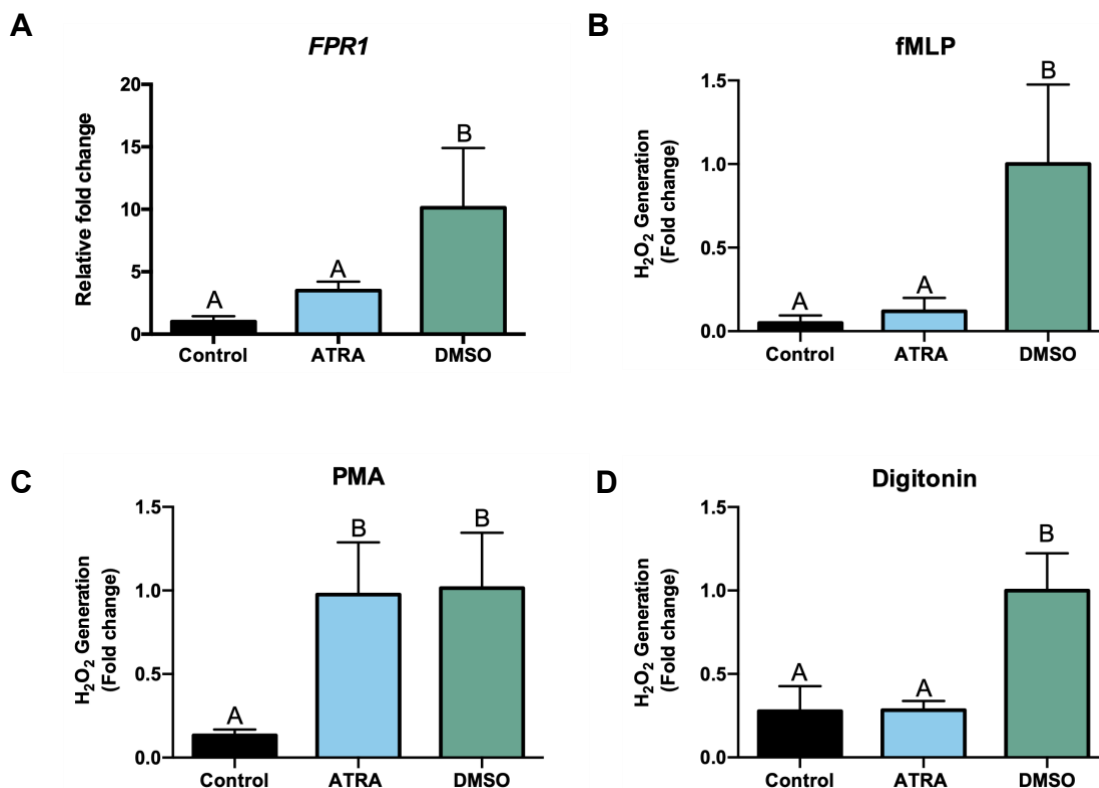 A
FPR1
Relative fold change
20
15
10
5
0
A
A
B
Control
ATRA
DMSO
B
fMLP
H₂O₂ Generation
(Fold change)
1.5
1.0
0.5
0.0
A
A
B
Control
ATRA
DMSO
C
PMA
H₂O₂ Generation
(Fold change)
1.5
1.0
0.5
0.0
A
B
B
Control
ATRA
DMSO
D
Digitonin
H₂O₂ Generation
(Fold change)
1.5
1.0
0.5
0.0
A
A
B
Control
ATRA
DMSO